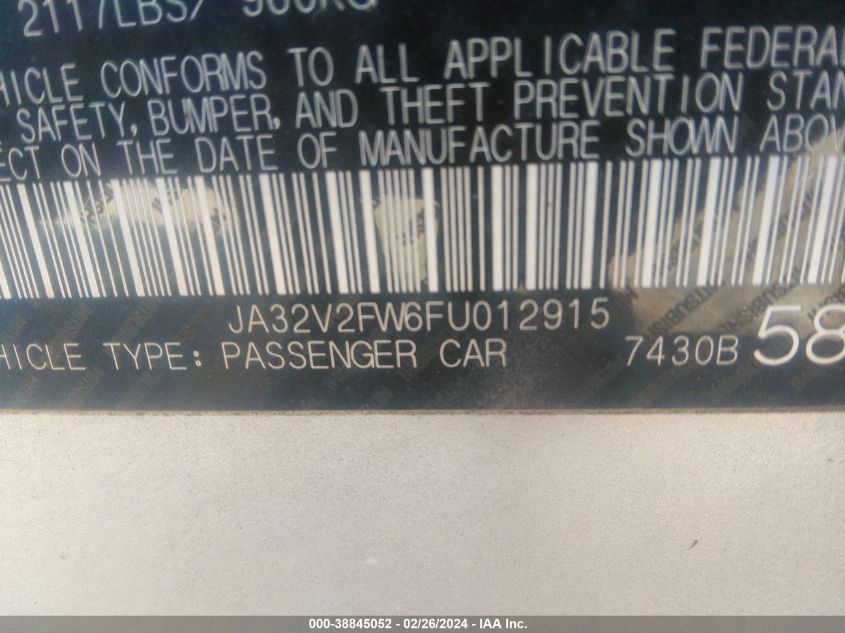 2117LBS/ 960KG
HICLE CONFORMS TO ALL APPLICABLE FEDERAL
SAFETY, BUMPER, AND THEFT PREVENTION STAN
ECT ON THE DATE OF MANUFACTURE SHOWN ABOV
JA32V2FW6FU012915
HICLE TYPE: PASSENGER CAR 7430B 58
000-38845052 - 02/26/2024 - IAA Inc.